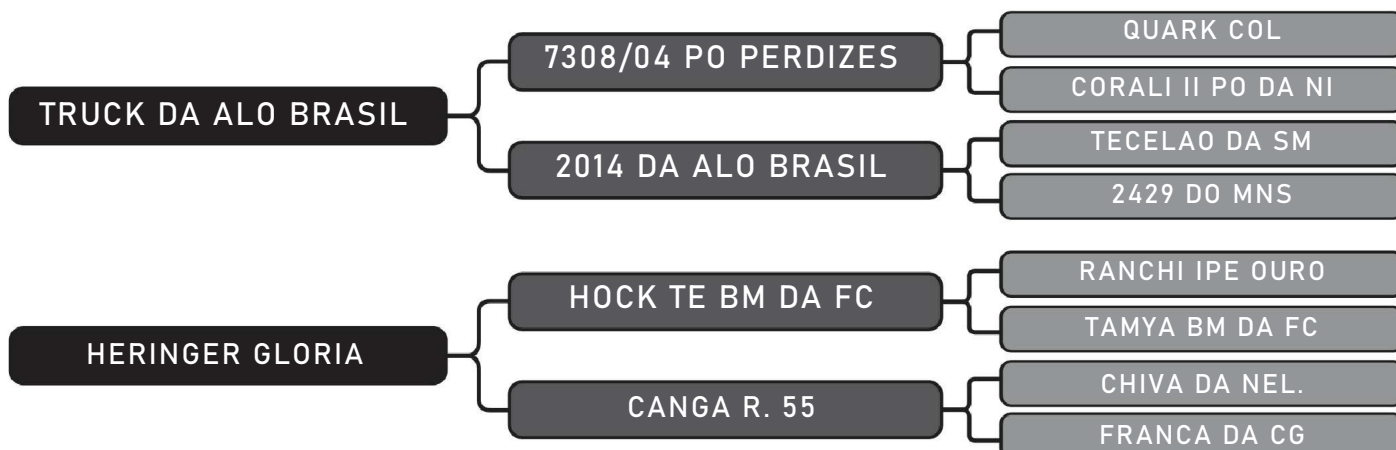 QUARK COL
7308/04 PO PERDIZES
CORALI II PO DA NI
TRUCK DA ALO BRASIL
TECELAO DA SM
2014 DA ALO BRASIL
2429 DO MNS
RANCHI IPE OURO
HOCK TE BM DA FC
TAMYA BM DA FC
HERINGER GLORIA
CHIVA DA NEL.
CANGA R. 55
FRANCA DA CG